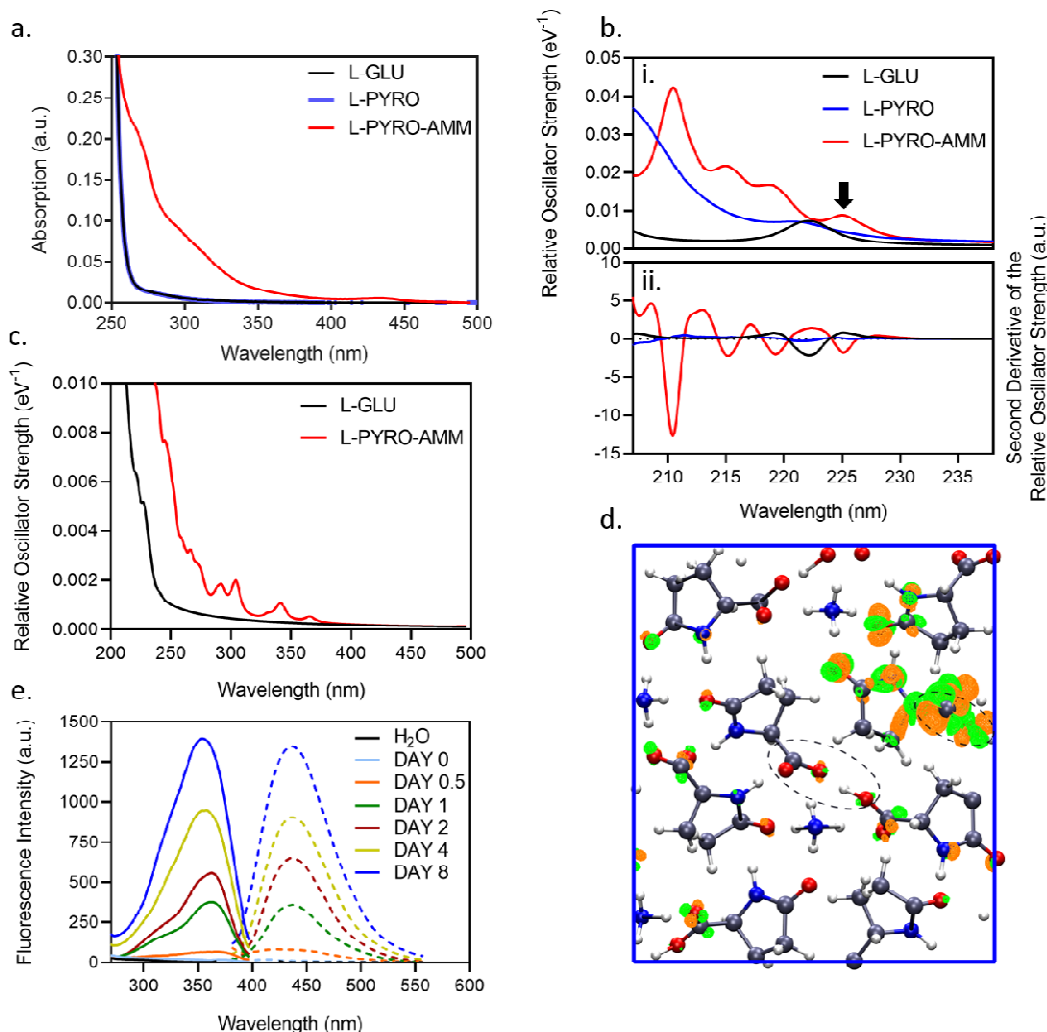 a.
Absorption (a.u.)
0.30
0.25
0.20
0.15
0.10
0.05
0.00
L-GLU
L-PYRO
L-PYRO-AMM
250 300 350 400 450 500
Wavelength (nm)
b.
i.
Relative Oscillator Strength (eV⁻¹)
0.05
0.04
0.03
0.02
0.01
0.00
L-GLU
L-PYRO
L-PYRO-AMM
ii.
10
5
0
-5
-10
-15
Second Derivative of the
Relative Oscillator Strength (a.u.)
210 215 220 225 230 235
Wavelength (nm)
c.
Relative Oscillator Strength (eV⁻¹)
0.010
0.008
0.006
0.004
0.002
0.000
L-GLU
L-PYRO-AMM
200 250 300 350 400 450 500
Wavelength (nm)
d.
e.
Fluorescence Intensity (a.u.)
1500
1250
1000
750
500
250
0
H₂O
DAY 0
DAY 0.5
DAY 1
DAY 2
DAY 4
DAY 8
300 350 400 450 500 550 600
Wavelength (nm)